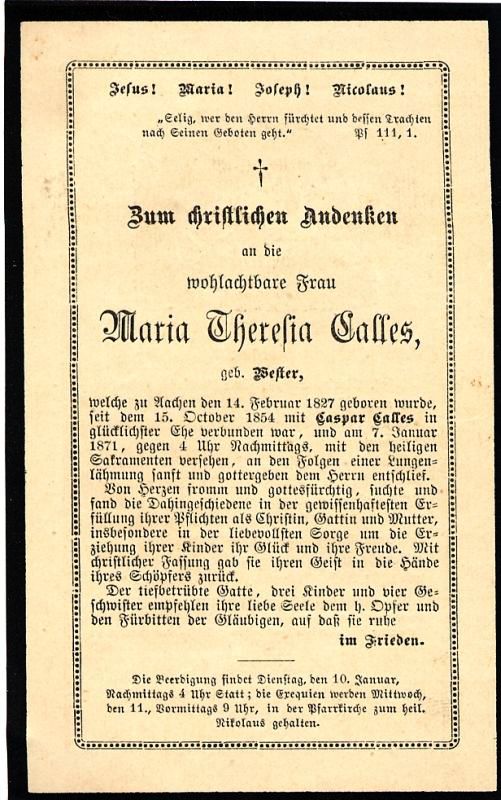 Jesus! Maria! Joseph! Nicolaus!
„Selig, wer den Herrn fürchtet und dessen Trachten
nach Seinen Geboten geht.“ Ps 111, 1.
†
Zum christlichen Andenken
an die
wohlachtbare Frau
Maria Theresia Calles,
geb. Wester,
welche zu Aachen den 14. Februar 1827 geboren wurde,
seit dem 15. October 1854 mit Caspar Calles in
glücklichster Ehe verbunden war, und am 7. Januar
1871, gegen 4 Uhr Nachmittags, mit den heiligen
Sakramenten versehen, an den Folgen einer Lungen-
lähmung sanft und gottergeben dem Herrn entschlief.
Von Herzen fromm und gottesfürchtig, suchte und
fand die Dahingeschiedene in der gewissenhaftesten Er-
füllung ihrer Pflichten als Christin, Gattin und Mutter,
insbesondere in der liebevollsten Sorge um die Er-
ziehung ihrer Kinder ihr Glück und ihre Freude. Mit
christlicher Fassung gab sie ihren Geist in die Hände
ihres Schöpfers zurück.
Der tiefbetrübte Gatte, drei Kinder und vier Ge-
schwister empfehlen ihre liebe Seele dem h. Opfer und
den Fürbitten der Gläubigen, auf daß sie ruhe
im Frieden.
Die Beerdigung findet Dienstag, den 10. Januar,
Nachmittags 4 Uhr Statt; die Exequien werden Mittwoch,
den 11., Vormittags 9 Uhr, in der Pfarrkirche zum heil.
Nikolaus gehalten.